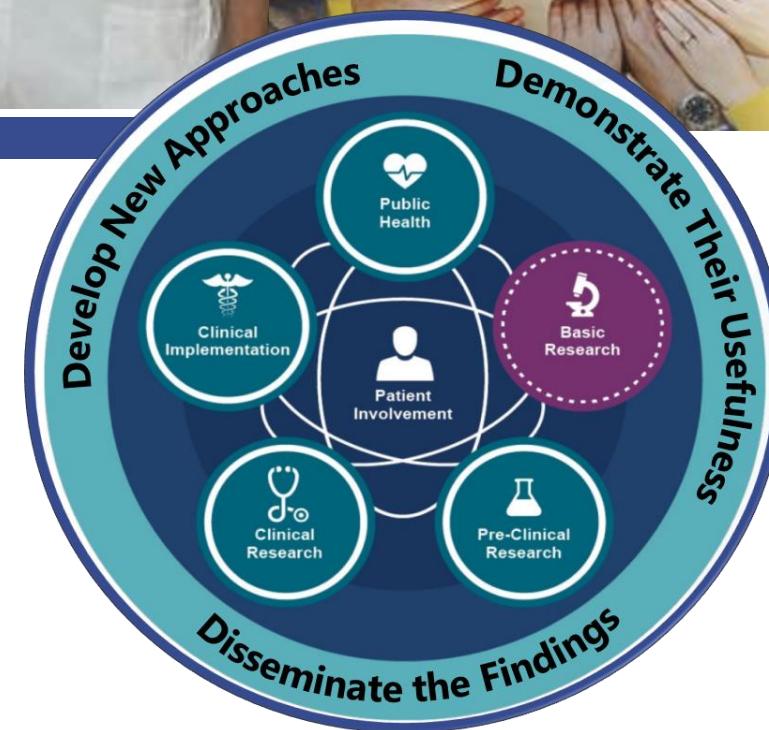 Develop New Approaches
Demonstrate Their Usefulness
Disseminate the Findings
Public
Health
Basic
Research
Pre-Clinical
Research
Clinical
Research
Clinical
Implementation
Patient
Involvement